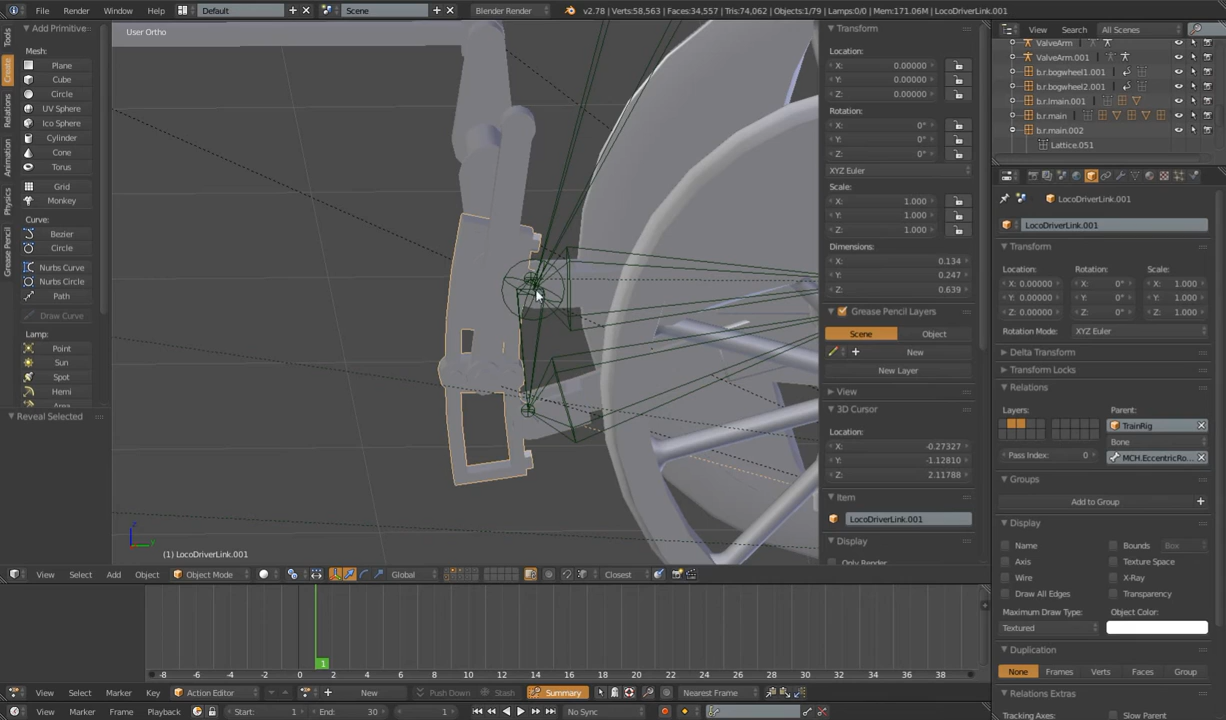 File Render Window Help Default Scene Blender Render v2.78 | Verts:58,563 | Faces:34,557 | Tris:74,062 | Objects:1/79 | Lamps:0/0 | Mem:171.06M | LocoDriverLink.001
User Ortho
Tools
Create
Relations
Animation
Physics
Grease Pencil
Add Primitive
Mesh:
Plane
Cube
Circle
UV Sphere
Ico Sphere
Cylinder
Cone
Torus
Grid
Monkey
Curve:
Bezier
Circle
Nurbs Curve
Nurbs Circle
Path
Draw Curve
Lamp:
Point
Sun
Spot
Hemi
Reveal Selected
(1) LocoDriverLink.001
Transform
Location:
X: 0.00000
Y: 0.00000
Z: 0.00000
Rotation:
X: 0°
Y: 0°
Z: 0°
XYZ Euler
Scale:
X: 1.000
Y: 1.000
Z: 1.000
Dimensions:
X: 0.134
Y: 0.247
Z: 0.639
Grease Pencil Layers
Scene Object
New
New Layer
View
3D Cursor
Location:
X: -0.27327
Y: -1.12810
Z: 2.11788
Item
LocoDriverLink.001
Display
Only Render
View Search All Scenes
ValveArm
ValveArm.001
b.r.bogwheel1.001
b.r.bogwheel2.001
b.r.lmain.001
b.r.main
b.r.main.002
Lattice.051
LocoDriverLink.001
LocoDriverLink.001
Transform
Location: Rotation: Scale:
X: 0.00000 X: 0° X: 1.000
Y: 0.00000 Y: 0° Y: 1.000
Z: 0.00000 Z: 0° Z: 1.000
Rotation Mode: XYZ Euler
Delta Transform
Transform Locks
Relations
Layers: Parent:
TrainRig
Bone
Pass Index: 0 MCH.EccentricRo...
Groups
Add to Group
Display
Name Bounds Box
Axis Texture Space
Wire X-Ray
Draw All Edges Transparency
Maximum Draw Type: Object Color:
Textured
Duplication
None Frames Verts Faces Group
Relations Extras
Tracking Axes: Slow Parent
View Select Add Object Object Mode Global Closest
-8 -6 -4 -2 0 2 4 6 8 10 12 14 16 18 20 22 24 26 28 30 32 34 36 38
1
View Select Marker Key Action Editor New Push Down Stash Summary Nearest Frame
View Marker Frame Playback Start: 1 End: 30 1 No Sync